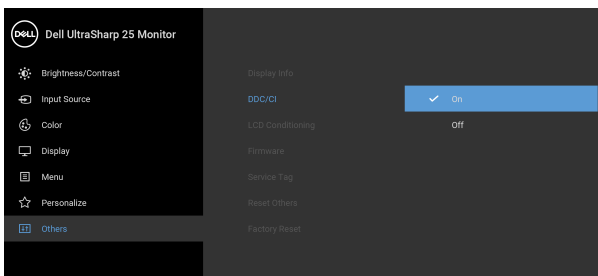 DELL Dell UltraSharp 25 Monitor
Brightness/Contrast
Input Source
Color
Display
Menu
Personalize
Others
Display Info
DDC/CI
LCD Conditioning
Firmware
Service Tag
Reset Others
Factory Reset
On
Off